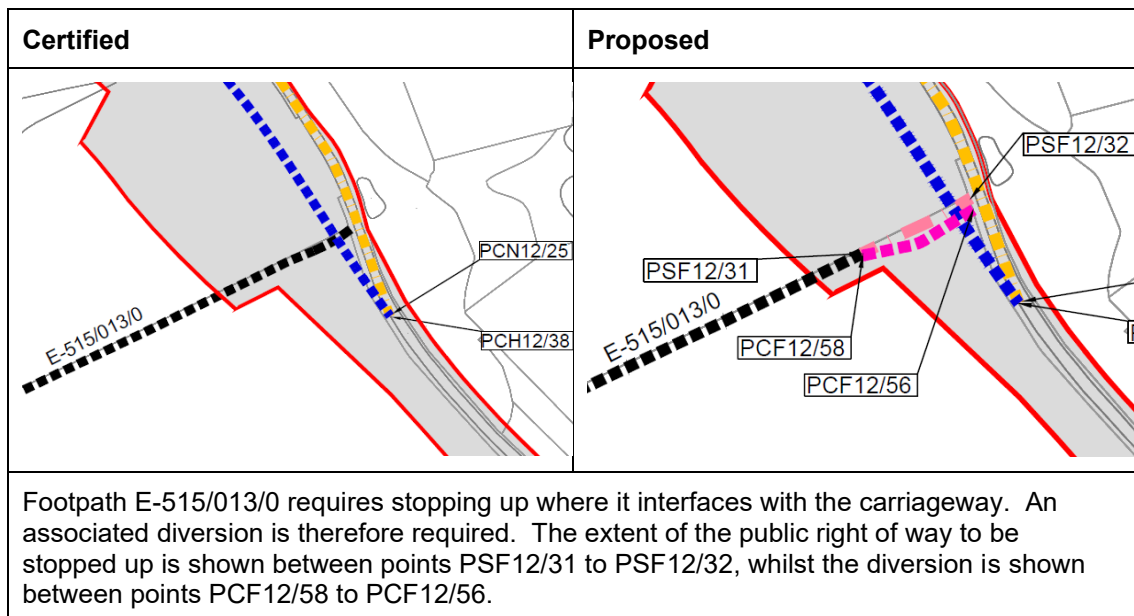 Certified
Proposed
PCN12/25
PCH12/38
E-515/013/0
PSF12/32
PSF12/31
PCF12/58
PCF12/56
E-515/013/0
Footpath E-515/013/0 requires stopping up where it interfaces with the carriageway.  An
associated diversion is therefore required.  The extent of the public right of way to be
stopped up is shown between points PSF12/31 to PSF12/32, whilst the diversion is shown
between points PCF12/58 to PCF12/56.